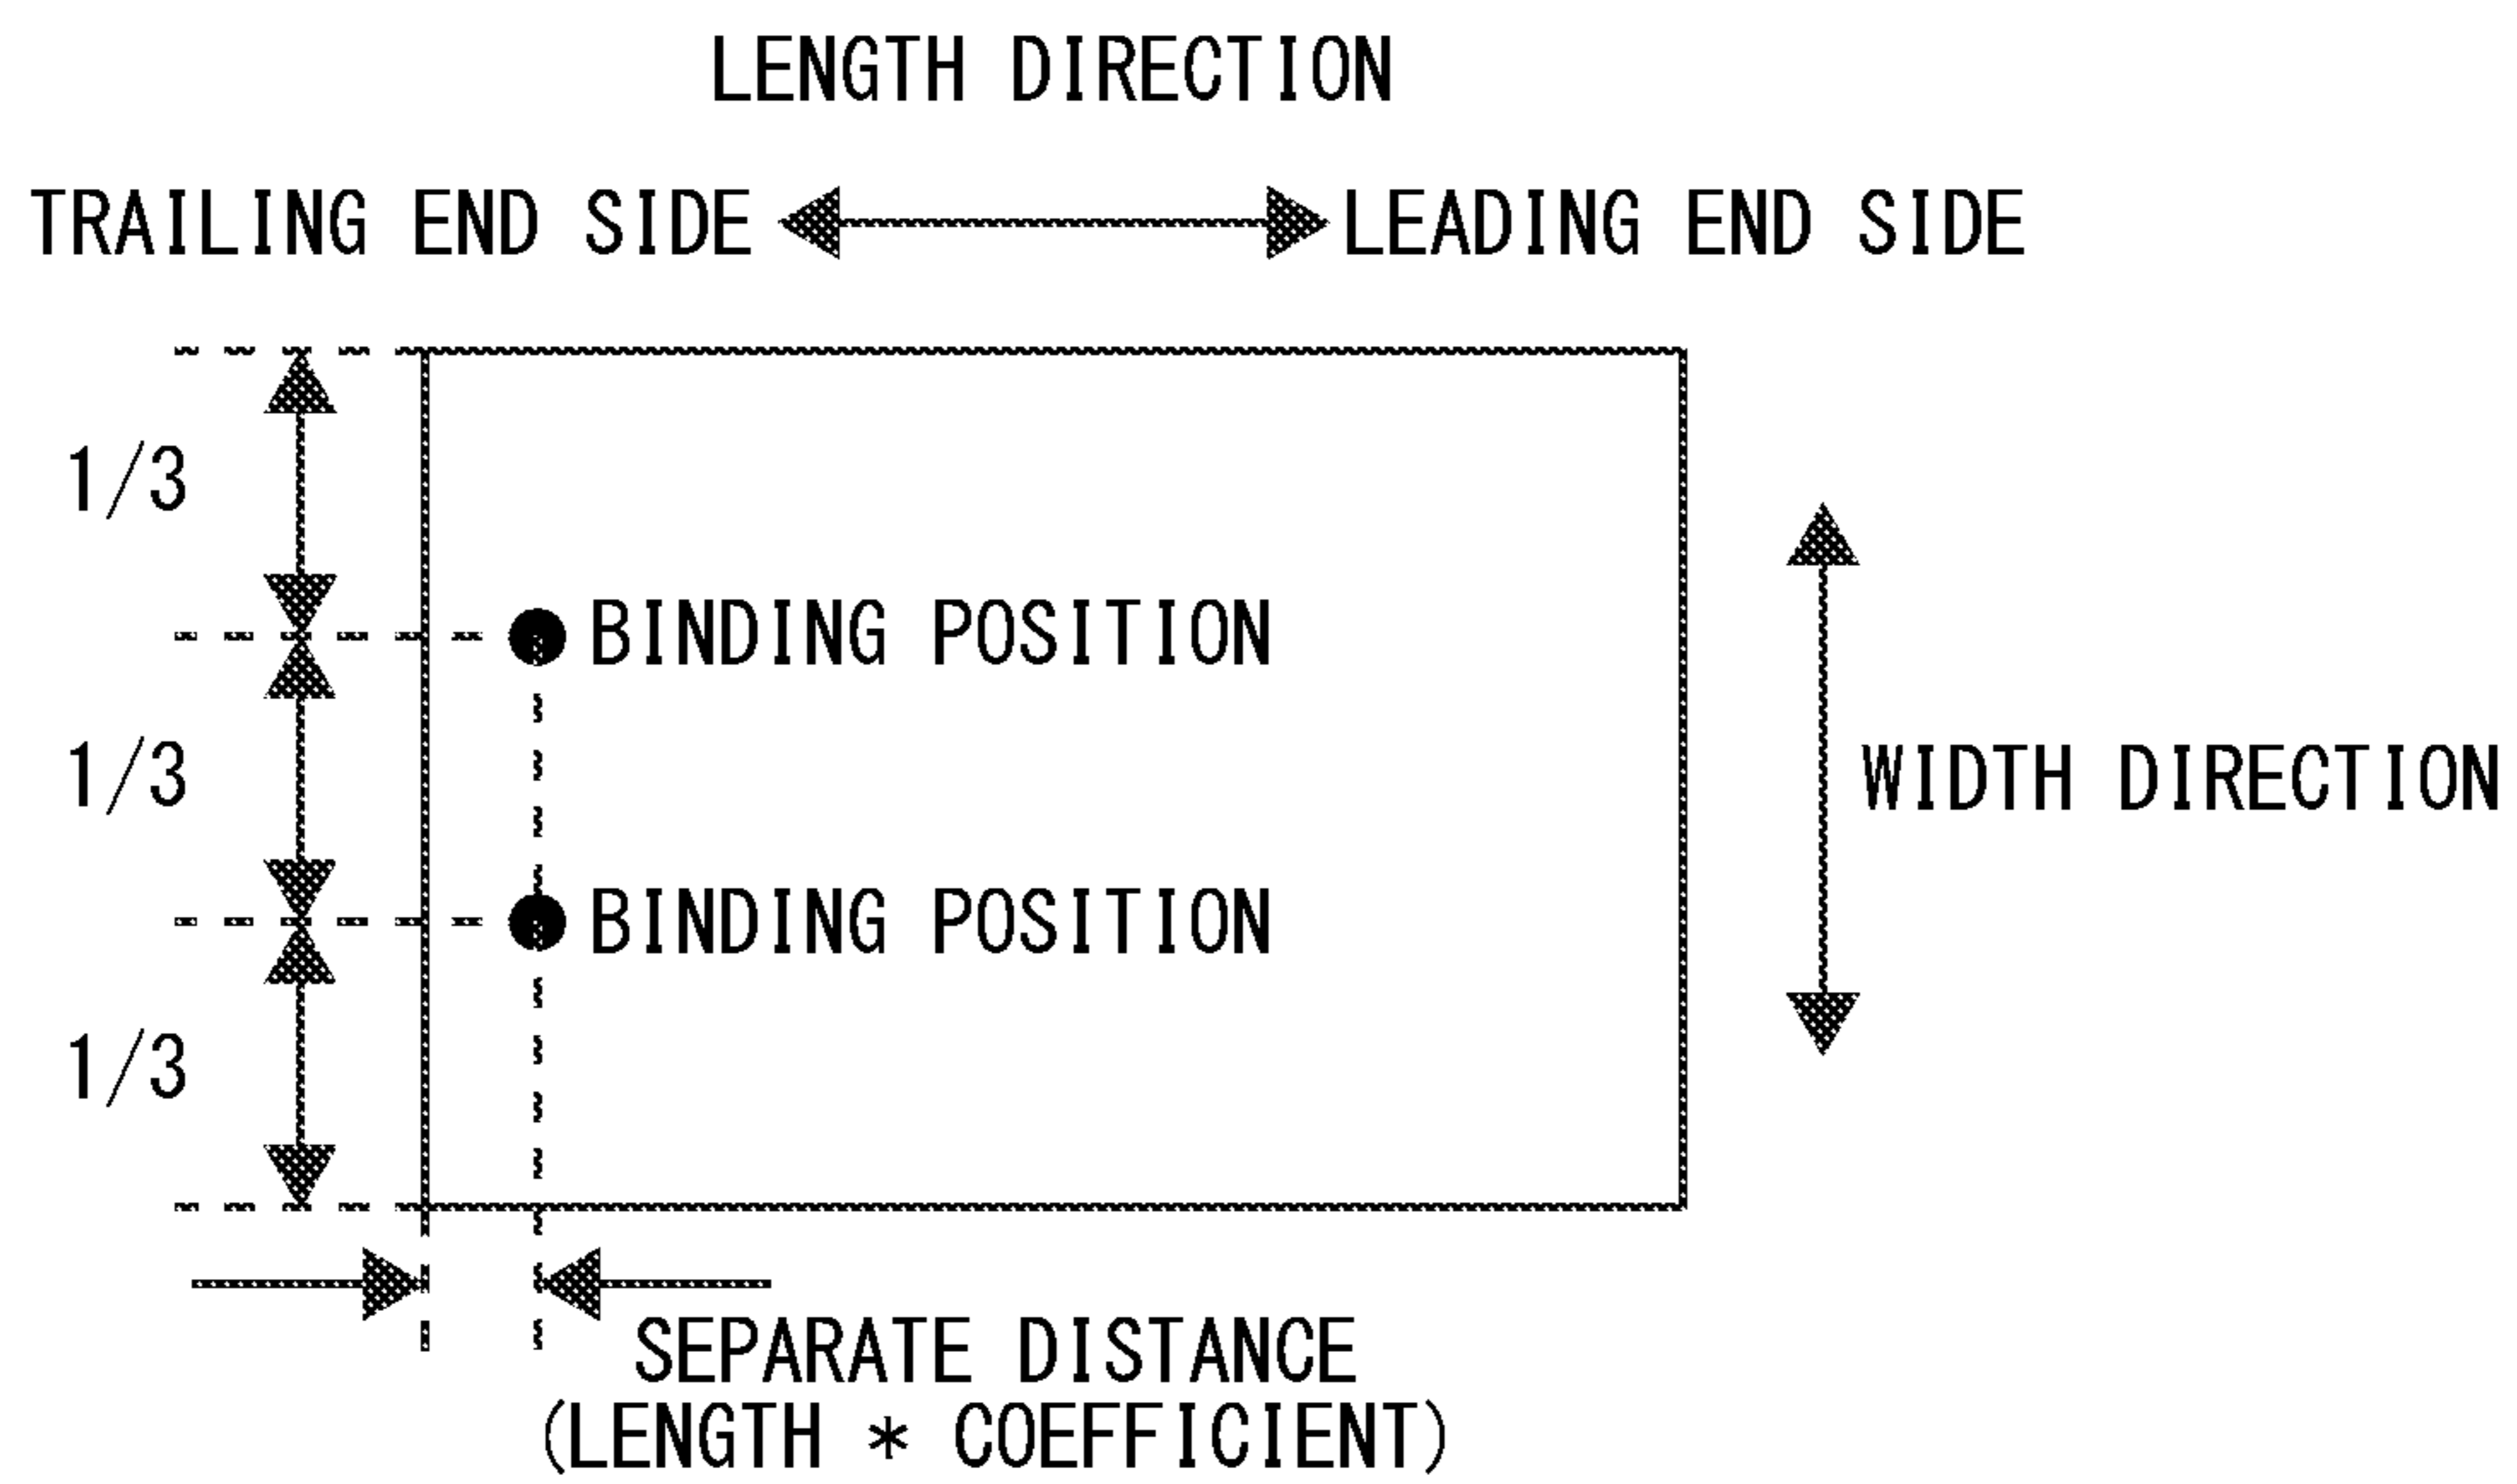 LENGTH DIRECTION
TRAILING END SIDE LEADING END SIDE
1/3
BINDING POSITION
1/3
WIDTH DIRECTION
BINDING POSITION
1/3
SEPARATE DISTANCE
(LENGTH * COEFFICIENT)